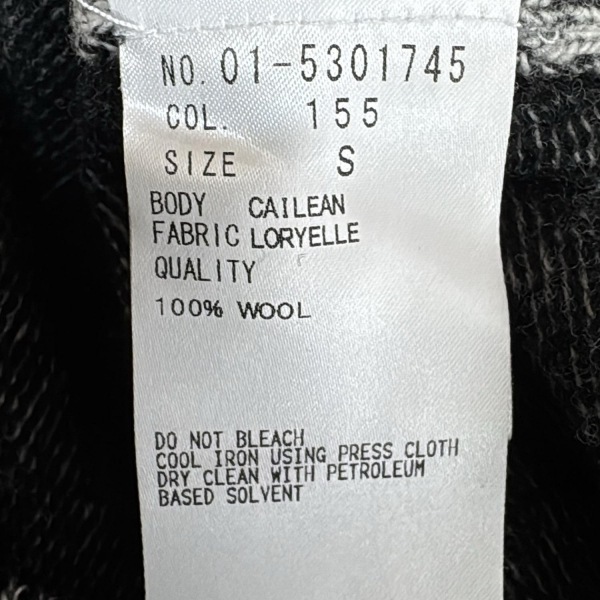 NO. 01-5301745
COL. 155
SIZE S
BODY CAILEAN
FABRIC LORYELLE
QUALITY
100% WOOL
DO NOT BLEACH
COOL IRON USING PRESS CLOTH
DRY CLEAN WITH PETROLEUM
BASED SOLVENT